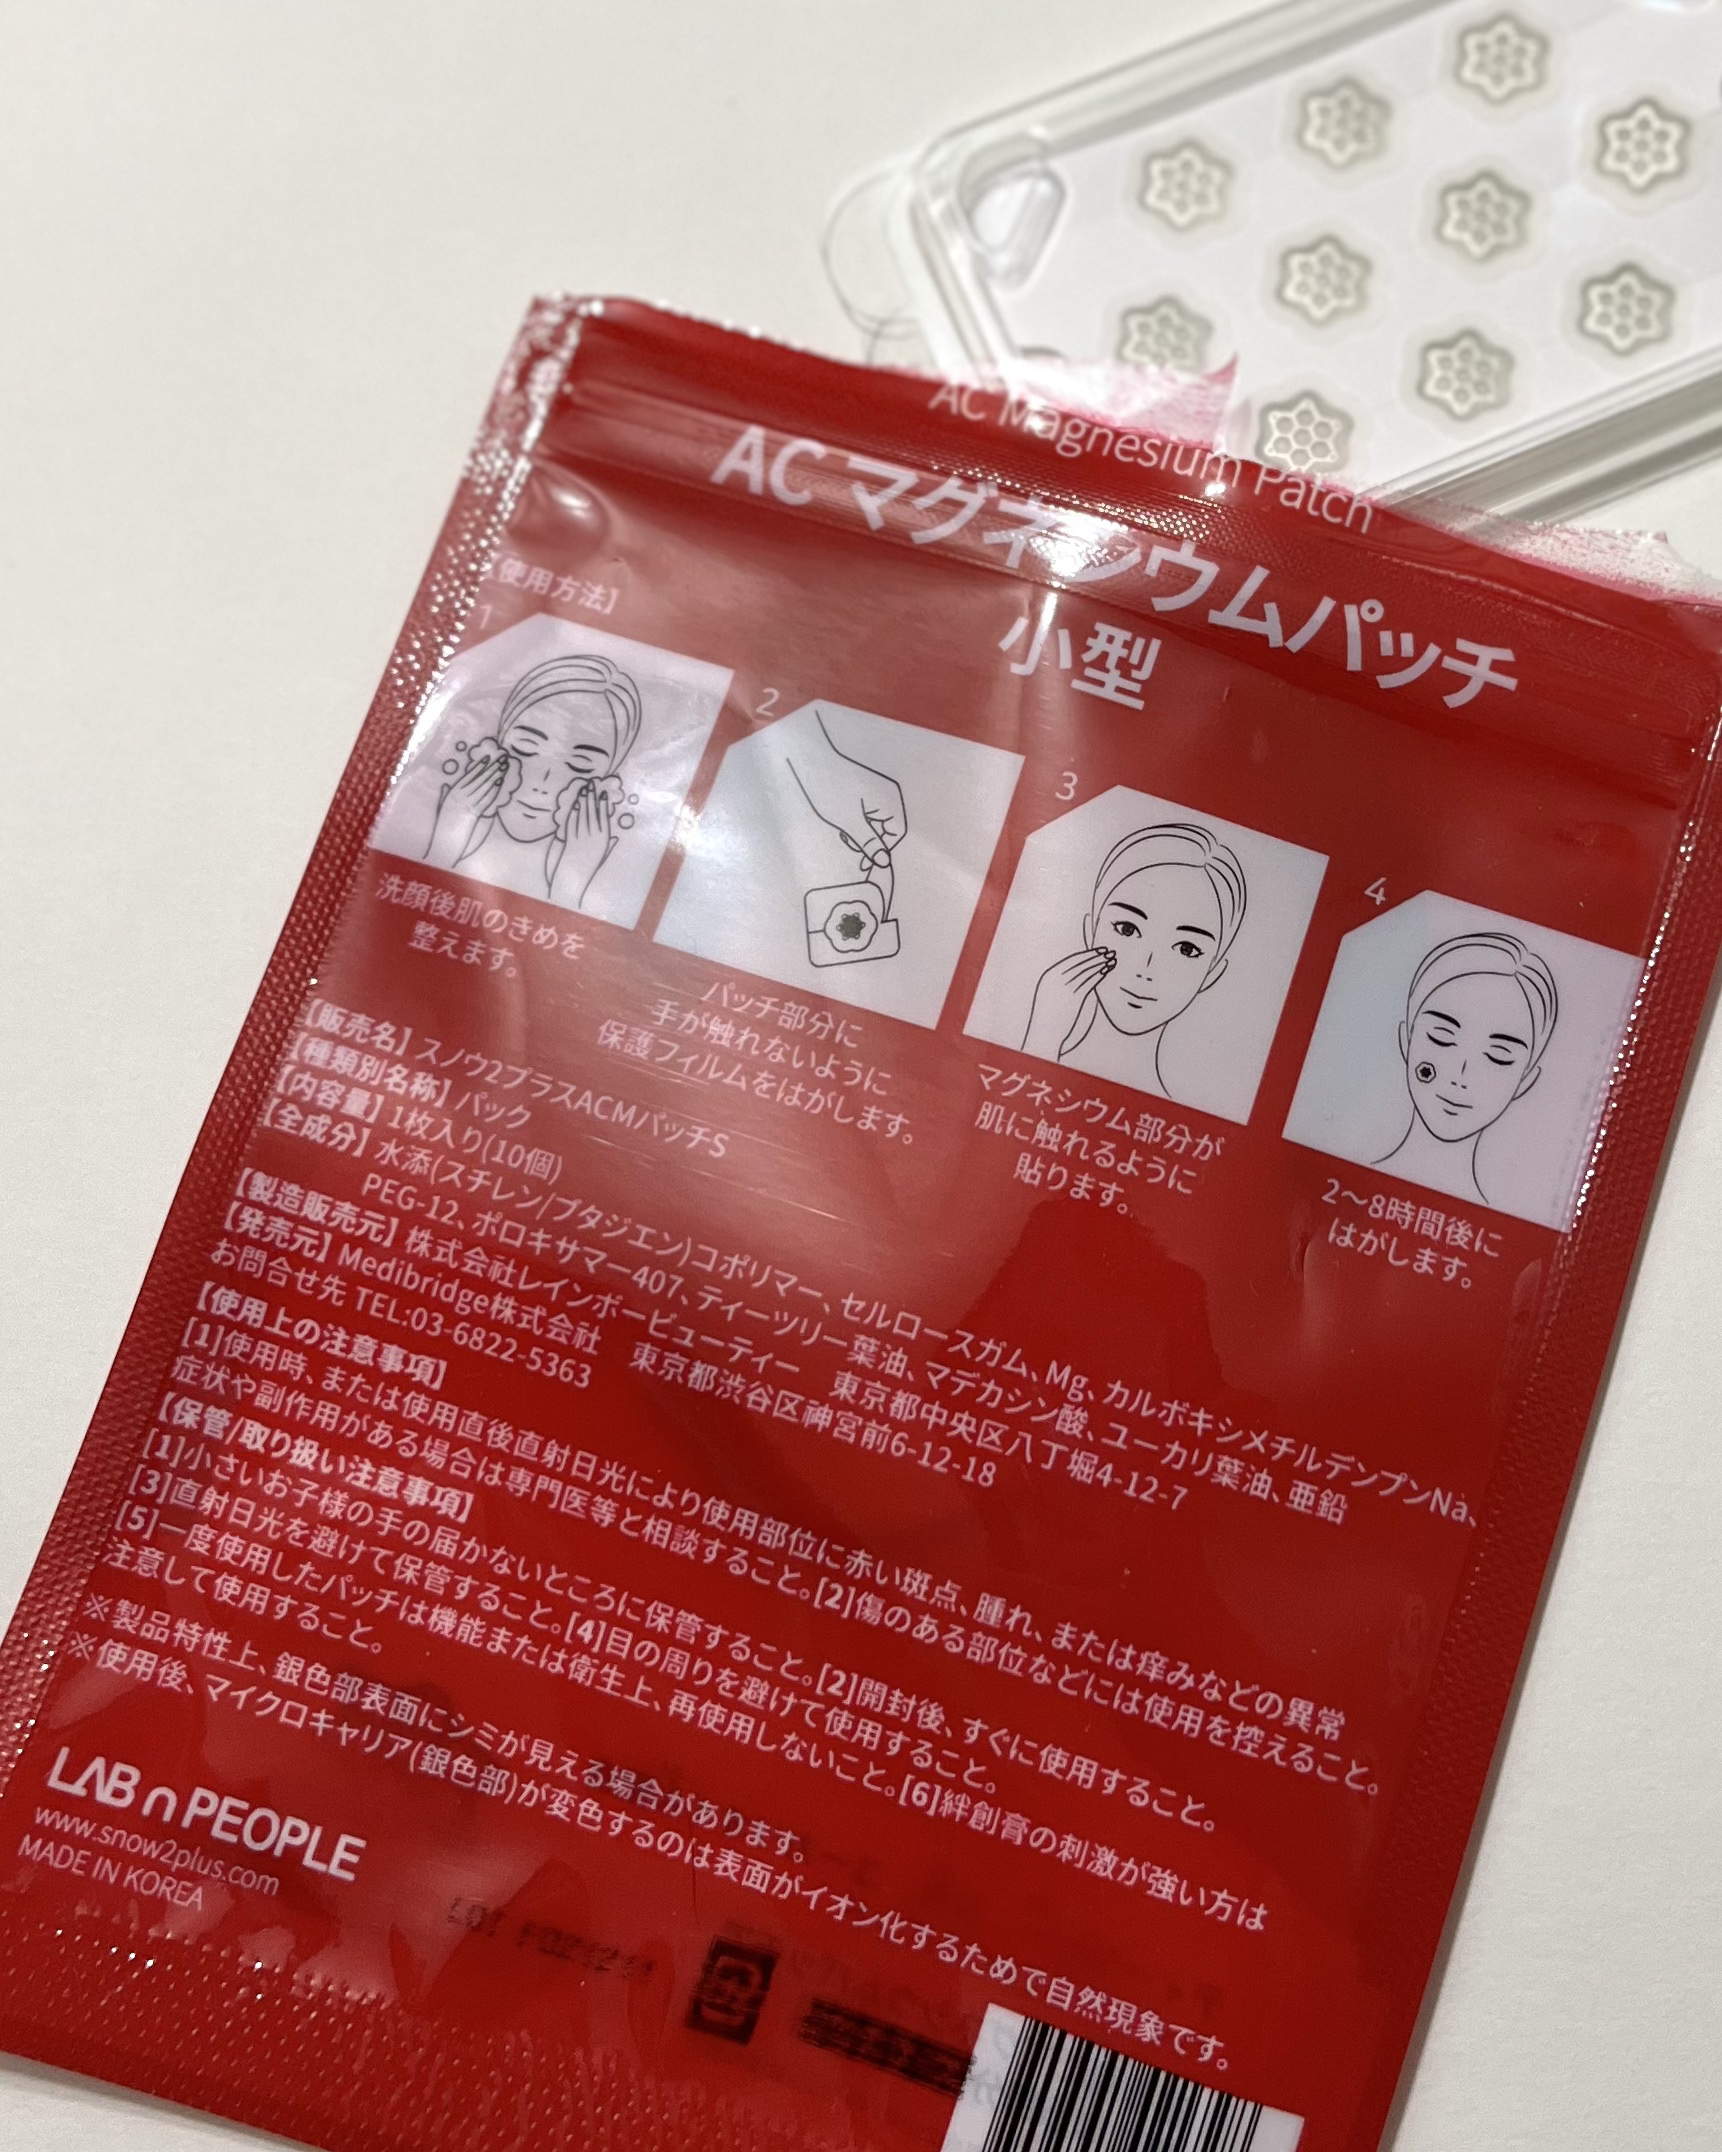 AC Magnesium Patch
AC マグネシウムパッチ
小型
【使用方法】
1
洗顔後肌のきめを
整えます。
2
パッチ部分に
手が触れないように
保護フィルムをはがします。
3
マグネシウム部分が
肌に触れるように
貼ります。
4
2～8時間後に
はがします。
【販売名】スノウ2プラスACMパッチS
【種類別名称】パック
【内容量】1枚入り(10個)
【全成分】水添(スチレン/ブタジエン)コポリマー、セルロースガム、Mg、カルボキシメチルデンプンNa、
PEG-12、ポロキサマー407、ティーツリー葉油、マデカシン酸、ユーカリ葉油、亜鉛
【製造販売元】株式会社レインボービューティー　東京都中央区八丁堀4-12-7
【発売元】Medibridge株式会社　東京都渋谷区神宮前6-12-18
お問合せ先 TEL:03-6822-5363
【使用上の注意事項】
[1]使用時、または使用直後直射日光により使用部位に赤い斑点、腫れ、または痒みなどの異常
症状や副作用がある場合は専門医等と相談すること。[2]傷のある部位などには使用を控えること。
【保管/取り扱い注意事項】
[1]小さいお子様の手の届かないところに保管すること。[2]開封後、すぐに使用すること。
[3]直射日光を避けて保管すること。[4]目の周りを避けて使用すること。
[5]一度使用したパッチは機能または衛生上、再使用しないこと。[6]絆創膏の刺激が強い方は
注意して使用すること。
※製品特性上、銀色部表面にシミが見える場合があります。
※使用後、マイクロキャリア(銀色部)が変色するのは表面がイオン化するためで自然現象です。
LAB n PEOPLE
www.snow2plus.com
MADE IN KOREA